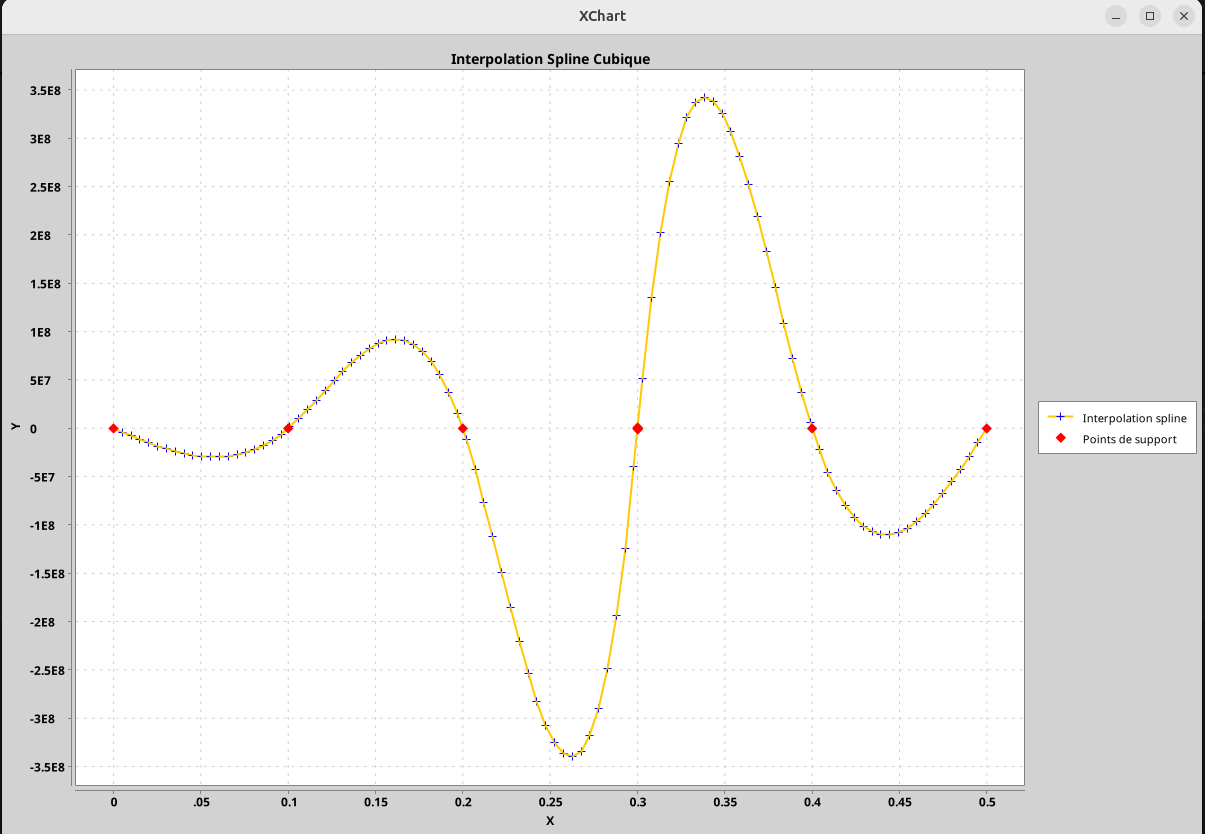 XChart
Interpolation Spline Cubique
3.5E8
3E8
2.5E8
2E8
1.5E8
1E8
5E7
0
-5E7
-1E8
-1.5E8
-2E8
-2.5E8
-3E8
-3.5E8
Y
0 .05 0.1 0.15 0.2 0.25 0.3 0.35 0.4 0.45 0.5
X
Interpolation spline
Points de support